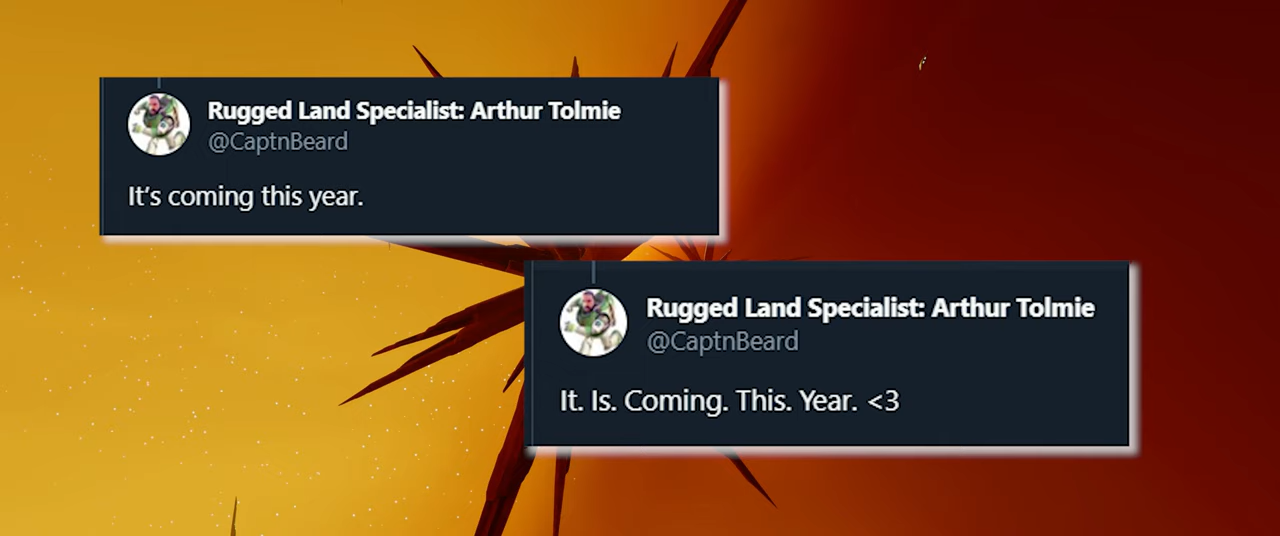 Rugged Land Specialist: Arthur Tolmie
@CaptnBeard
It's coming this year.
Rugged Land Specialist: Arthur Tolmie
@CaptnBeard
It. Is. Coming. This. Year. <3